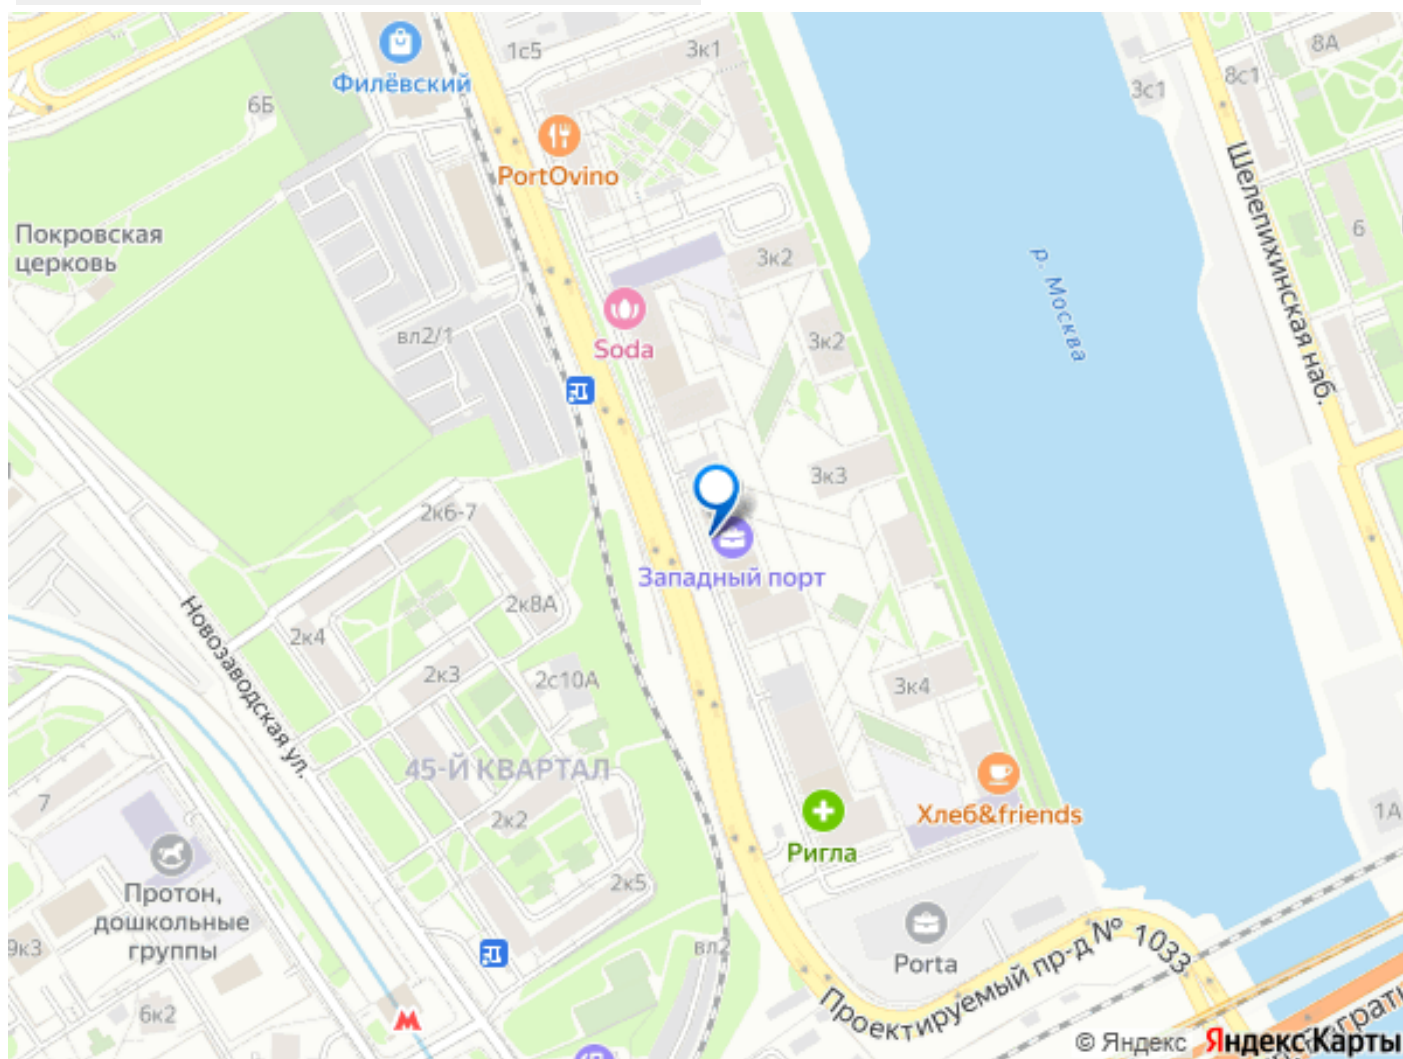 1с5
3к1
8А
8с1
3с1
Филёвский
6Б
PortOvino
Шелепихинская наб.
Покровская
церковь
3к2
6
р. Москва
вл2/1
Soda
3к2
3к3
2к6-7
Западный порт
2к8А
2к4
Новозаводская ул.
2к3
2с10А
3к4
45-Й КВАРТАЛ
7
2к2
Хлеб&friends
1А
Ригла
Протон,
дошкольные
группы
2к5
9к3
вл2
Porta
Проектируемый пр-д № 1033
6к2
© Яндекс Яндекс Карты